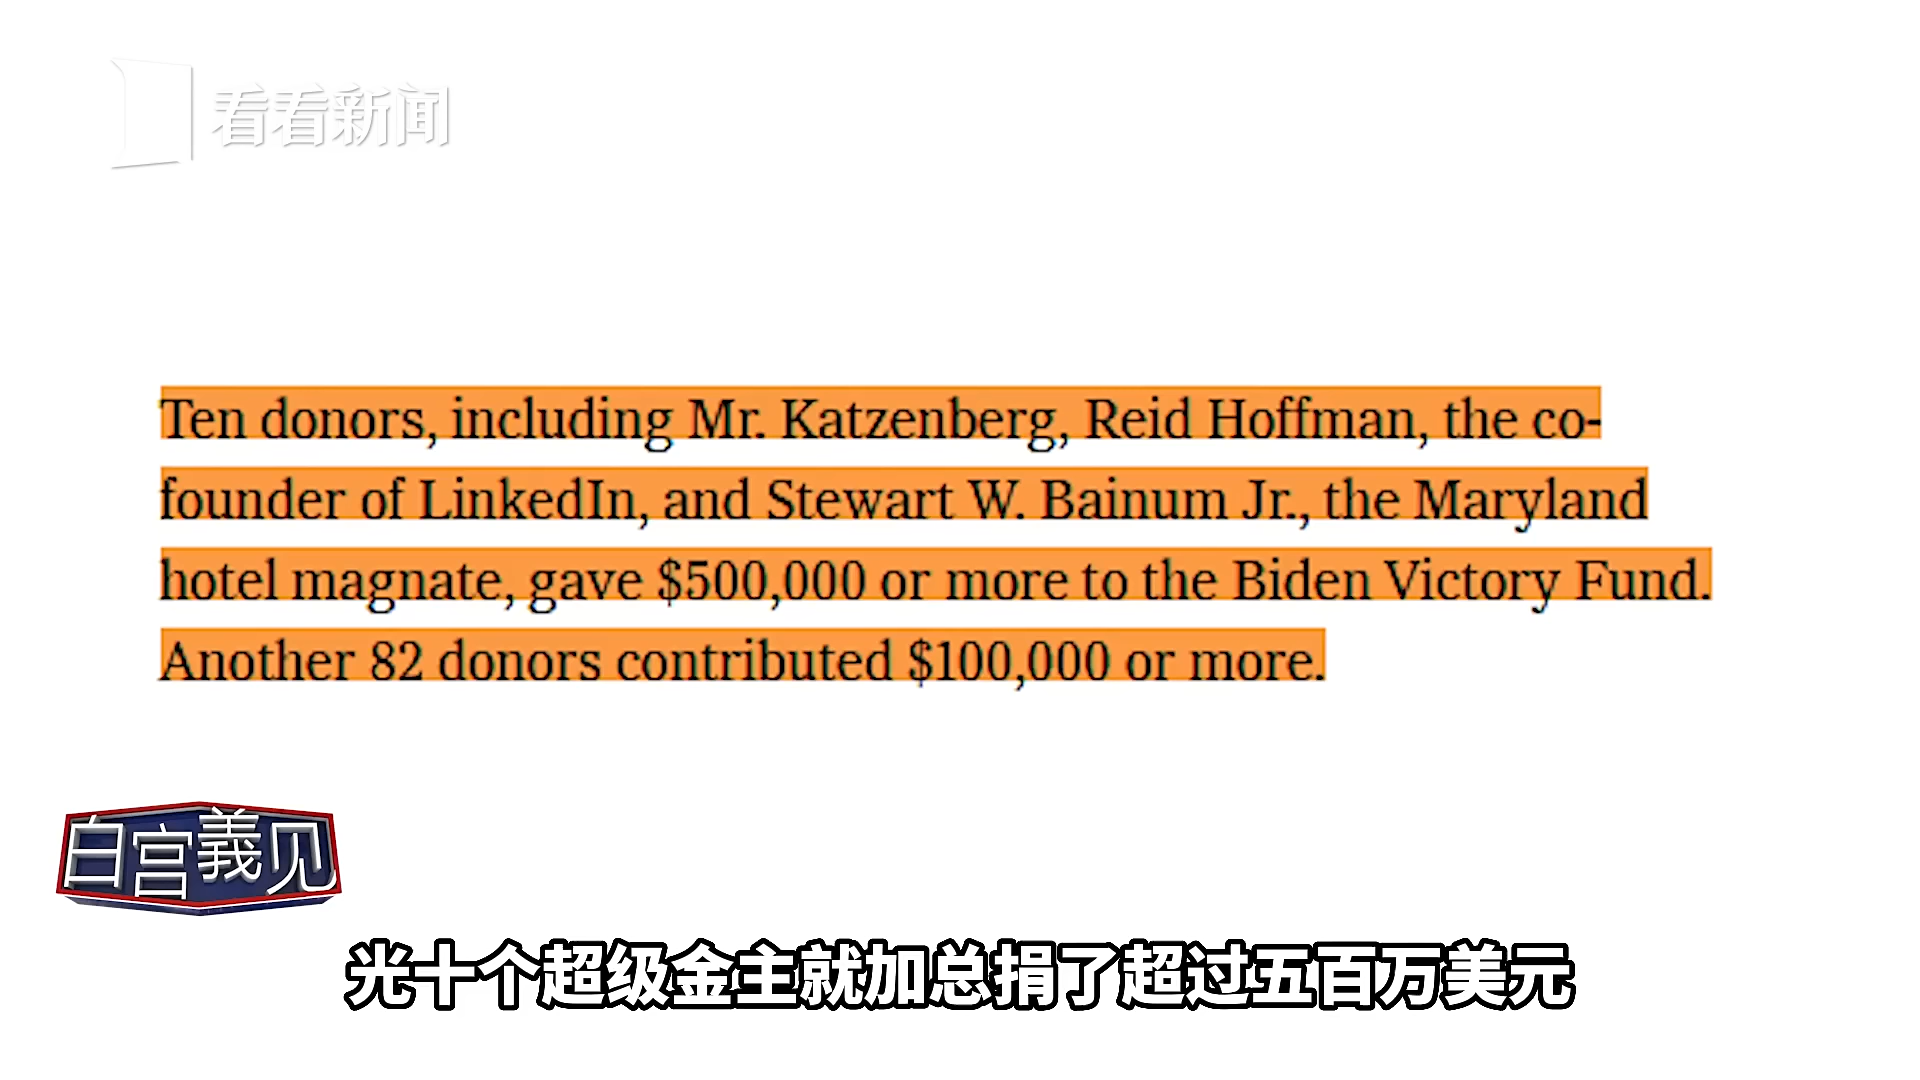 看看新闻
Ten donors, including Mr. Katzenberg, Reid Hoffman, the co-
founder of LinkedIn, and Stewart W. Bainum Jr., the Maryland
hotel magnate, gave $500,000 or more to the Biden Victory Fund.
Another 82 donors contributed $100,000 or more.
白宫義见
光十个超级金主就加总捐了超过五百万美元